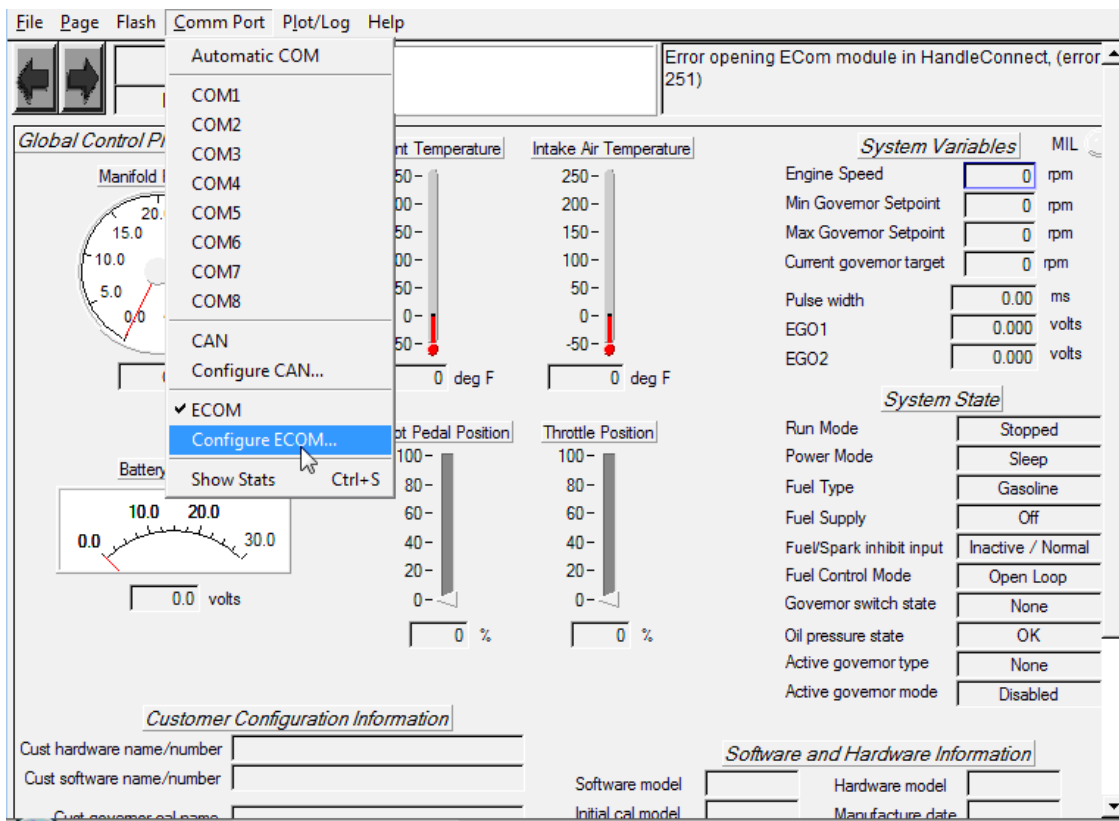 File Page Flash Comm Port Plot/Log Help
Automatic COM
COM1
COM2
COM3
COM4
COM5
COM6
COM7
COM8
CAN
Configure CAN...
✔ ECOM
Configure ECOM...
Show Stats Ctrl+S
Error opening ECom module in HandleConnect, (error
251)
Global Control
Manifold
20.
15.0
10.0
5.0
0.0
Battery
10.0 20.0
0.0 30.0
0.0 volts
Temperature
50-
00-
50-
00-
50-
0-
50-
0 deg F
Intake Air Temperature
250-
200-
150-
100-
50-
0-
-50-
0 deg F
Pedal Position
100-
80-
60-
40-
20-
0-
0 %
Throttle Position
100-
80-
60-
40-
20-
0-
0 %
System Variables MIL
Engine Speed 0 rpm
Min Governor Setpoint 0 rpm
Max Governor Setpoint 0 rpm
Current governor target 0 rpm
Pulse width 0.00 ms
EGO1 0.000 volts
EGO2 0.000 volts
System State
Run Mode Stopped
Power Mode Sleep
Fuel Type Gasoline
Fuel Supply Off
Fuel/Spark inhibit input Inactive / Normal
Fuel Control Mode Open Loop
Governor switch state None
Oil pressure state OK
Active governor type None
Active governor mode Disabled
Customer Configuration Information
Cust hardware name/number
Cust software name/number
Cust governor cal name
Software and Hardware Information
Software model Hardware model
Initial cal model Manufacture date